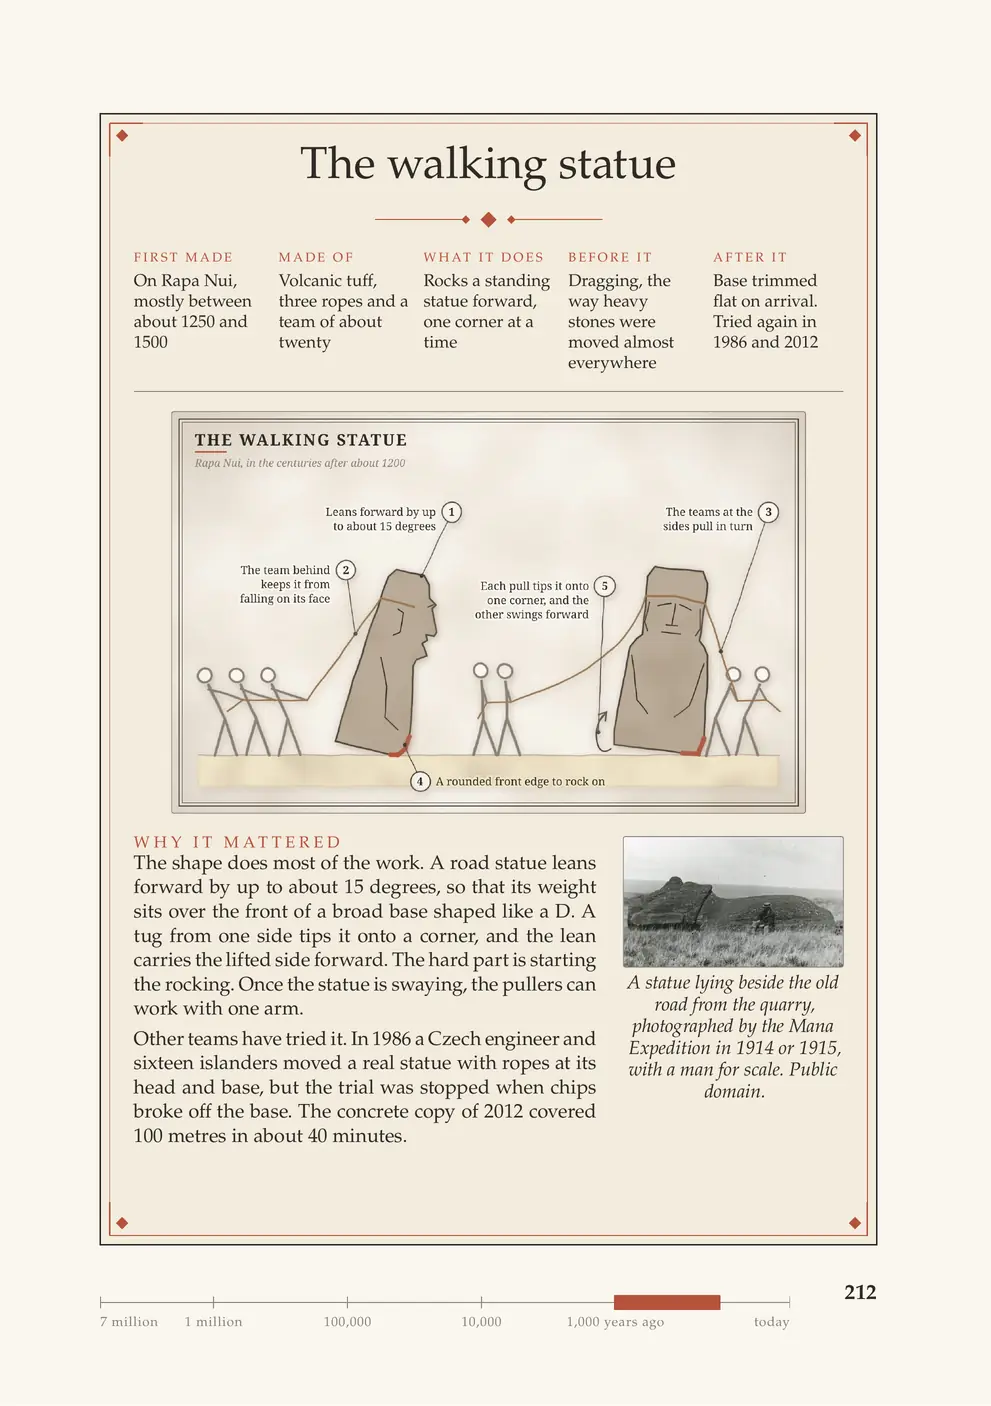 The walking statue
FIRST MADE
On Rapa Nui,
mostly between
about 1250 and
1500
MADE OF
Volcanic tuff,
three ropes and a
team of about
twenty
WHAT IT DOES
Rocks a standing
statue forward,
one corner at a
time
BEFORE IT
Dragging, the
way heavy
stones were
moved almost
everywhere
AFTER IT
Base trimmed
flat on arrival.
Tried again in
1986 and 2012
THE WALKING STATUE
Rapa Nui, in the centuries after about 1200
Leans forward by up
to about 15 degrees
1
The teams at the
sides pull in turn
3
The team behind
keeps it from
falling on its face
2
Each pull tips it onto
one corner, and the
other swings forward
5
4 A rounded front edge to rock on
WHY IT MATTERED
The shape does most of the work. A road statue leans
forward by up to about 15 degrees, so that its weight
sits over the front of a broad base shaped like a D. A
tug from one side tips it onto a corner, and the lean
carries the lifted side forward. The hard part is starting
the rocking. Once the statue is swaying, the pullers can
work with one arm.
Other teams have tried it. In 1986 a Czech engineer and
sixteen islanders moved a real statue with ropes at its
head and base, but the trial was stopped when chips
broke off the base. The concrete copy of 2012 covered
100 metres in about 40 minutes.
A statue lying beside the old
road from the quarry,
photographed by the Mana
Expedition in 1914 or 1915,
with a man for scale. Public
domain.
212
7 million
1 million
100,000
10,000
1,000 years ago
today